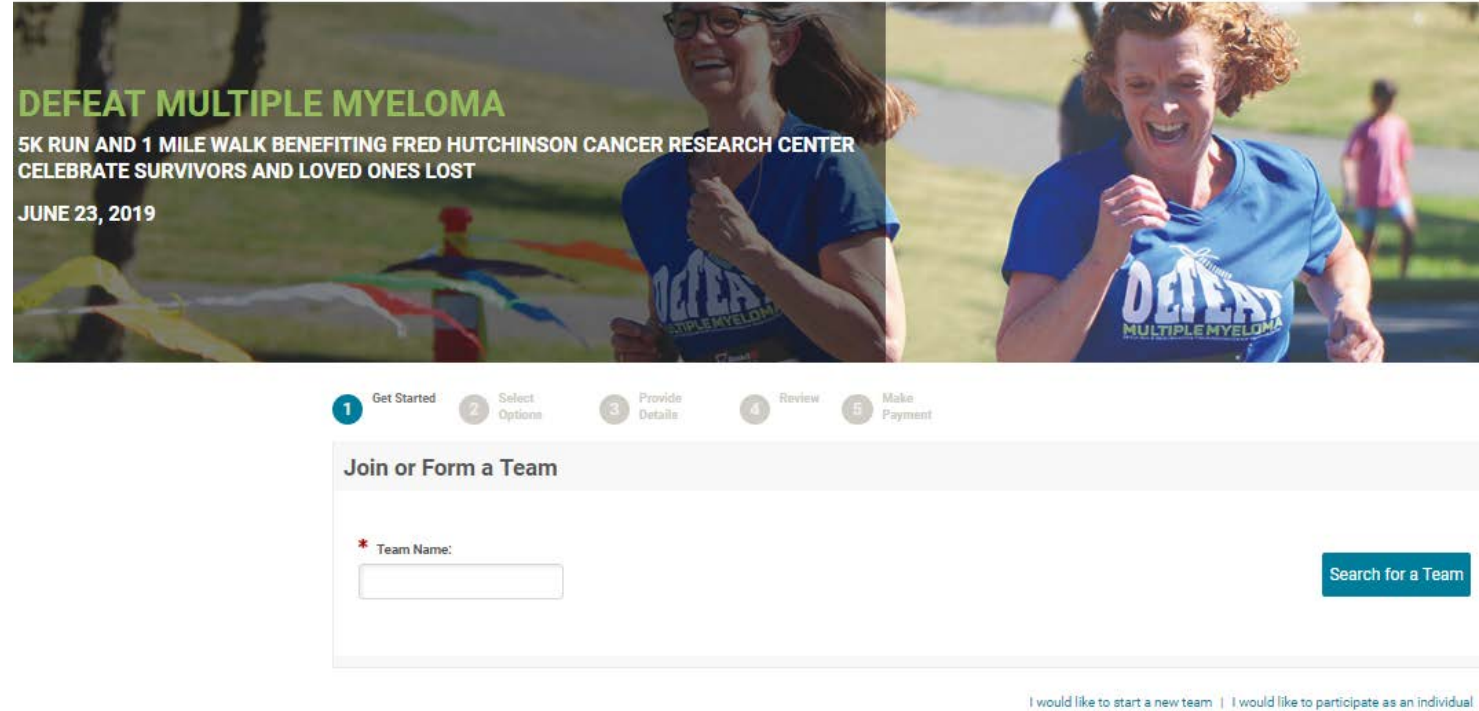 DEFEAT MULTIPLE MYELOMA
5K RUN AND 1 MILE WALK BENEFITING FRED HUTCHINSON CANCER RESEARCH CENTER
CELEBRATE SURVIVORS AND LOVED ONES LOST
JUNE 23, 2019
DEFEAT
MULTIPLE MYELOMA
DEFEAT
MULTIPLE MYELOMA
1 Get Started 2 Select Options 3 Provide Details 4 Review 5 Make Payment
Join or Form a Team
* Team Name:
Search for a Team
I would like to start a new team | I would like to participate as an individual